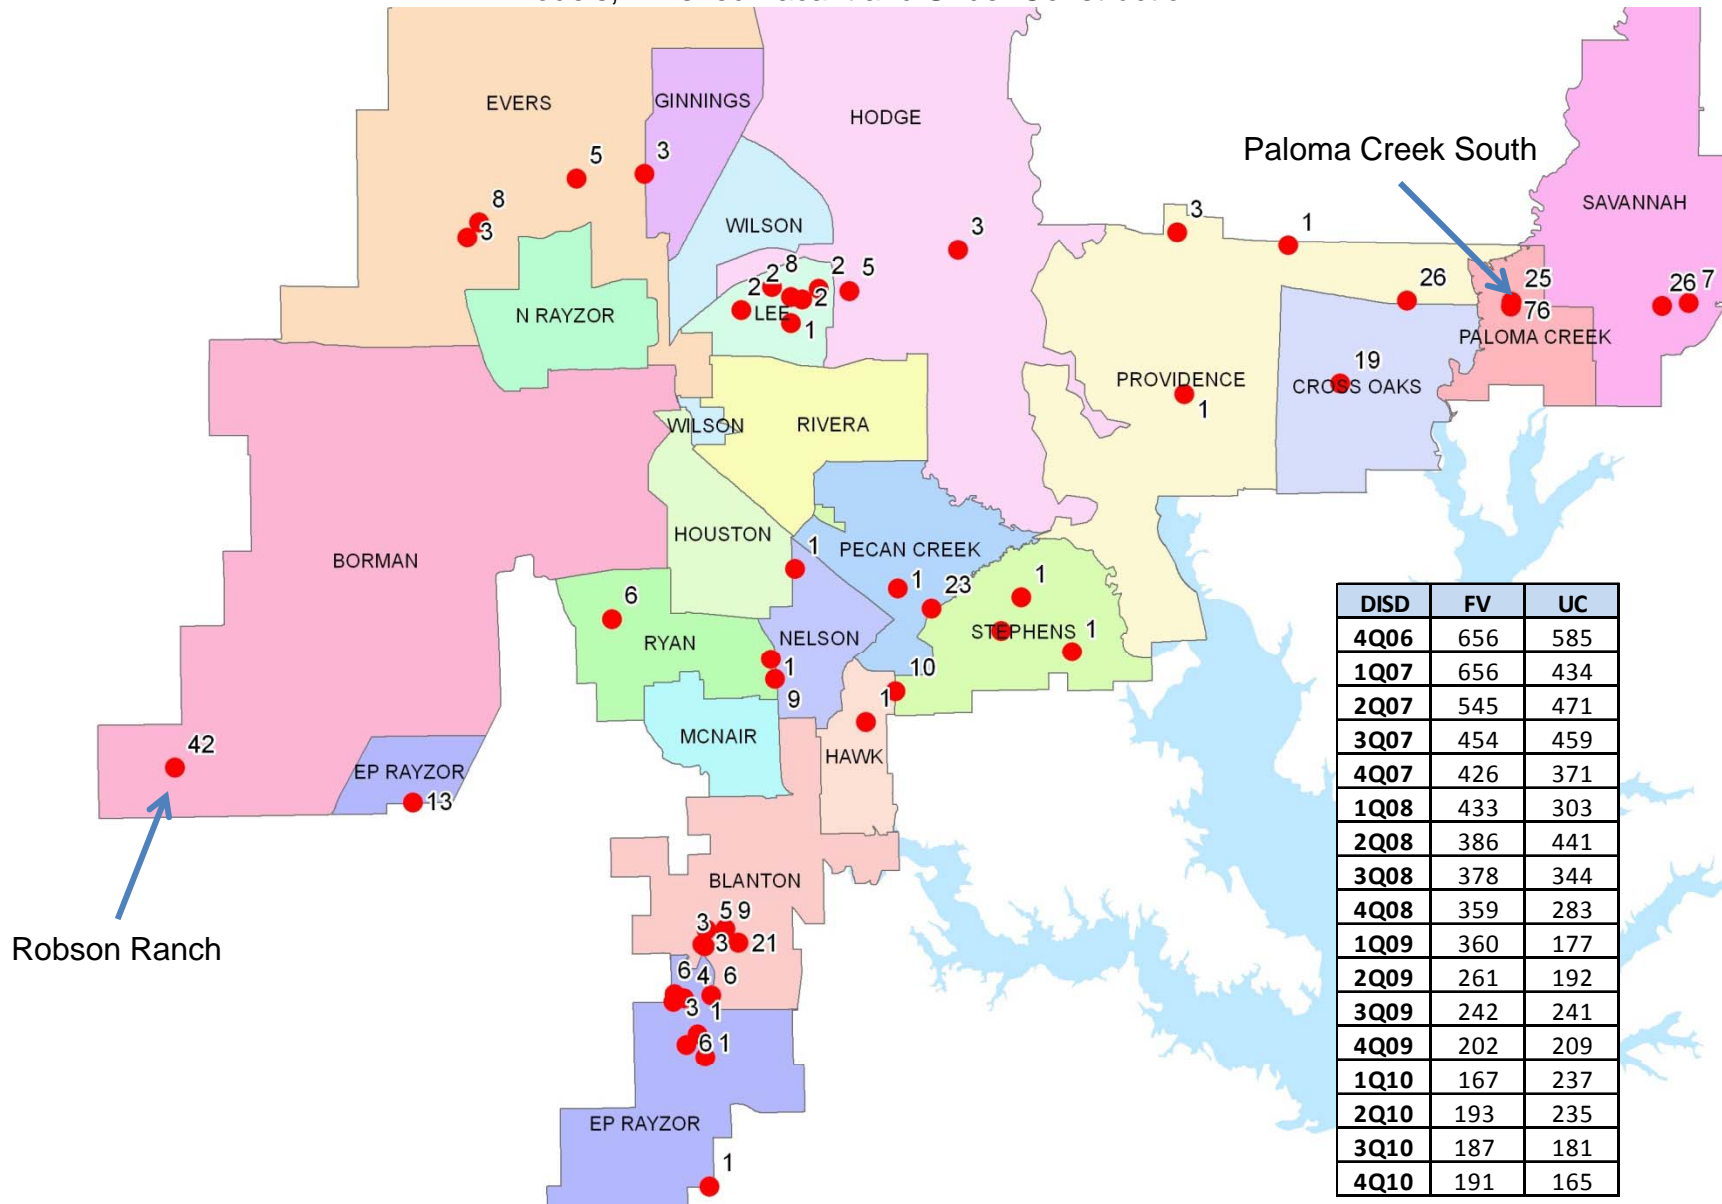 EVERS
GINNINGS
HODGE
Paloma Creek South
SAVANNAH
5
3
8
3
WILSON
3
3
1
N RAYZOR
2
8
2
5
2
2
LEE
1
26
25
76
26
7
PALOMA CREEK
PROVIDENCE
1
19
CROSS OAKS
WILSON
RIVERA
HOUSTON
BORMAN
1
PECAN CREEK
1
23
1
6
RYAN
NELSON
STEPHENS
1
1
9
10
1
MCNAIR
HAWK
42
EP RAYZOR
13
BLANTON
Robson Ranch
3
5
9
3
21
6
4
6
3
1
6
1
EP RAYZOR
1
DISD FV UC
4Q06 656 585
1Q07 656 434
2Q07 545 471
3Q07 454 459
4Q07 426 371
1Q08 433 303
2Q08 386 441
3Q08 378 344
4Q08 359 283
1Q09 360 177
2Q09 261 192
3Q09 242 241
4Q09 202 209
1Q10 167 237
2Q10 193 235
3Q10 187 181
4Q10 191 165